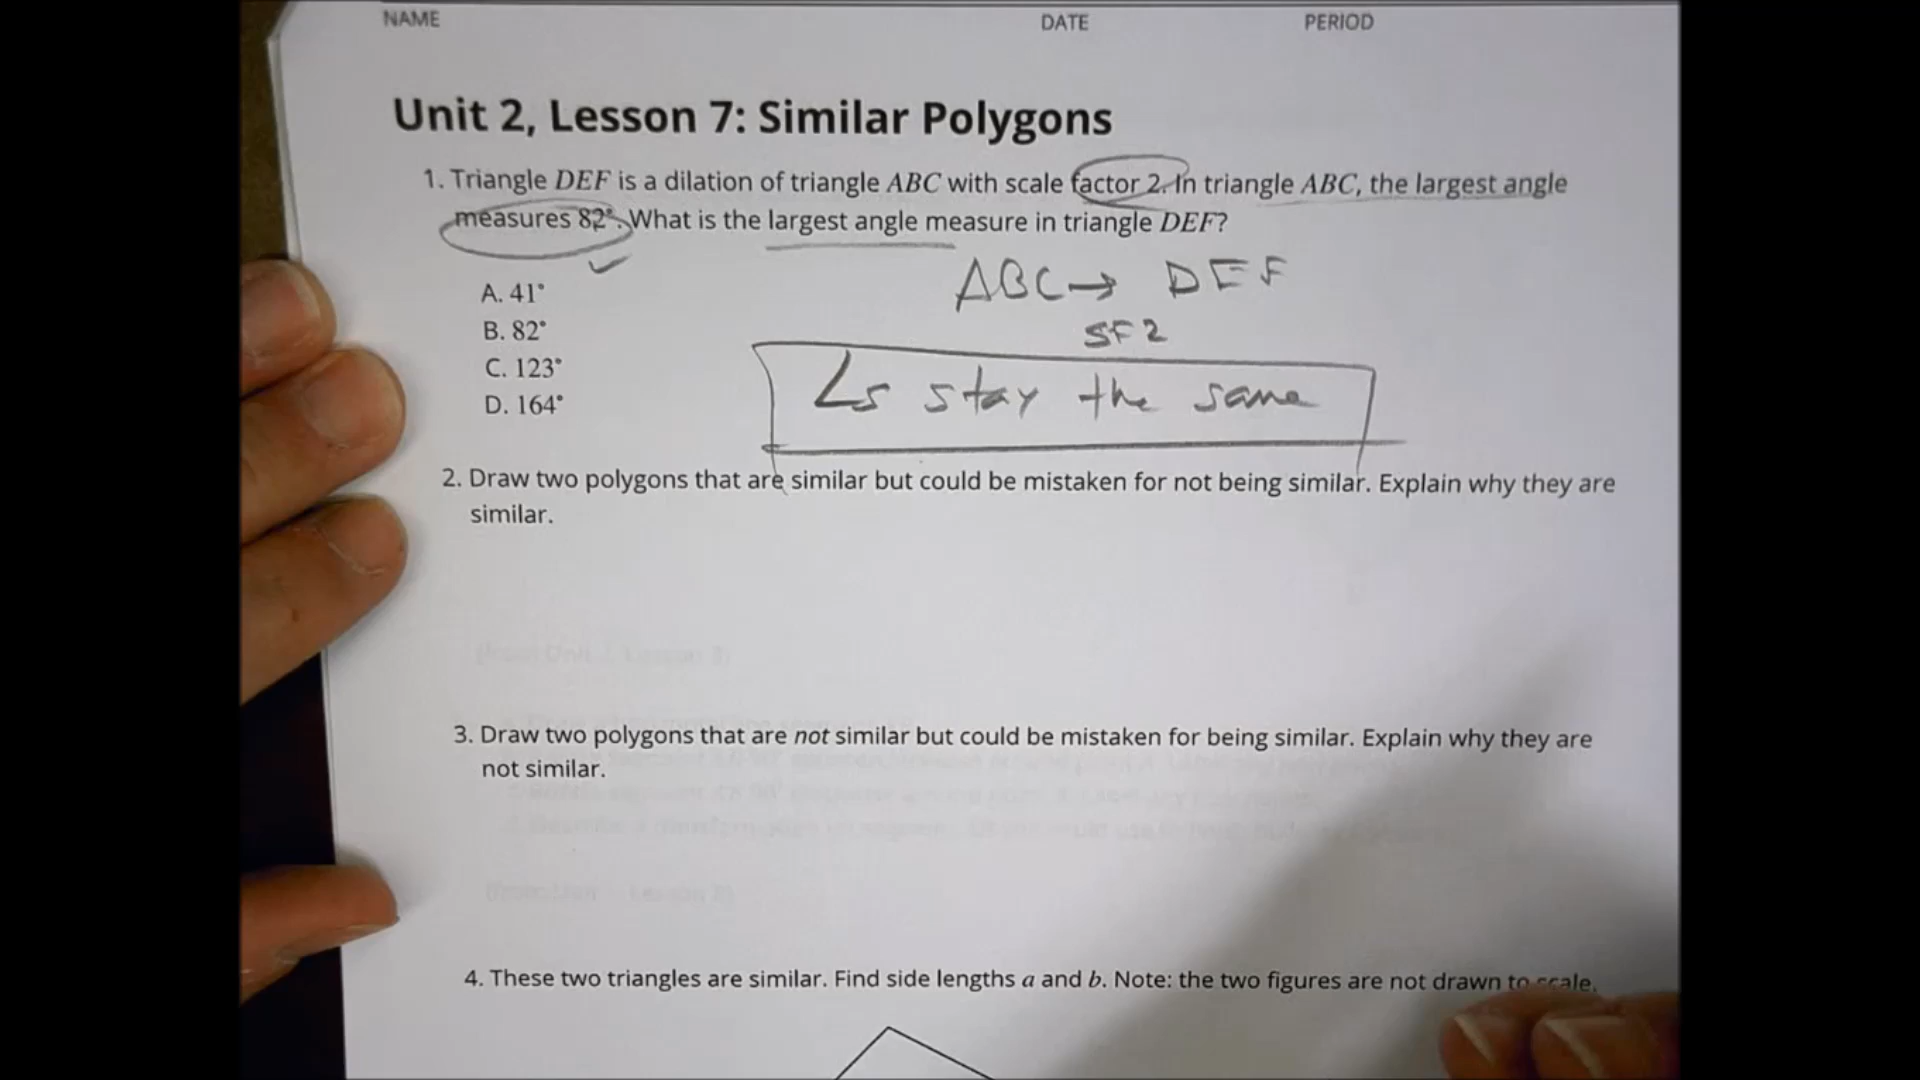 NAME DATE PERIOD
Unit 2, Lesson 7: Similar Polygons
1. Triangle DEF is a dilation of triangle ABC with scale factor 2. In triangle ABC, the largest angle
measures 82°. What is the largest angle measure in triangle DEF?
ABC → DEF
A. 41°
B. 82°
SF 2
C. 123°
∠s stay the same
D. 164°
2. Draw two polygons that are similar but could be mistaken for not being similar. Explain why they are
similar.
3. Draw two polygons that are not similar but could be mistaken for being similar. Explain why they are
not similar.
4. These two triangles are similar. Find side lengths a and b. Note: the two figures are not drawn to scale.